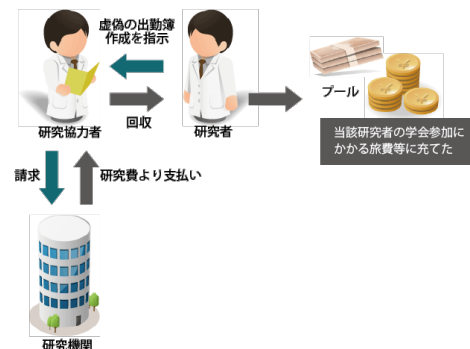 虚偽の出勤簿
作成を指示
研究協力者
回収
研究者
プール
当該研究者の学会参加に
かかる旅費等に充てた
請求
研究費より支払い
研究機関